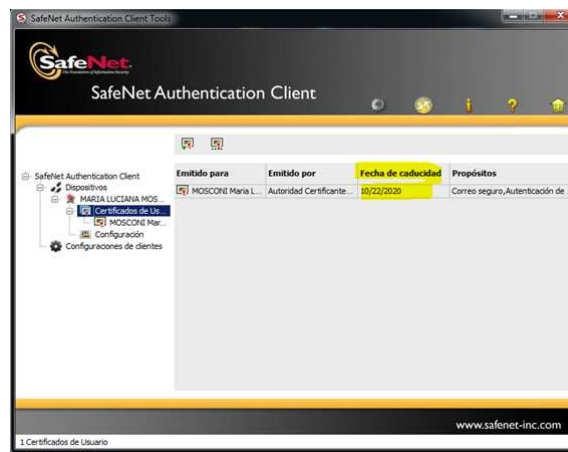 SafeNet Authentication Client Tools
SafeNet.
SafeNet Authentication Client
SafeNet Authentication Client
Dispositivos
MARIA LUCIANA MOS...
Certificados de Us...
MOSCONI Mar...
Configuración
Configuraciones de clientes
Emitido para Emitido por Fecha de caducidad Propósitos
MOSCONI Maria L... Autoridad Certificante... 10/22/2020 Correo seguro,Autenticación de
www.safenet-inc.com
1 Certificados de Usuario